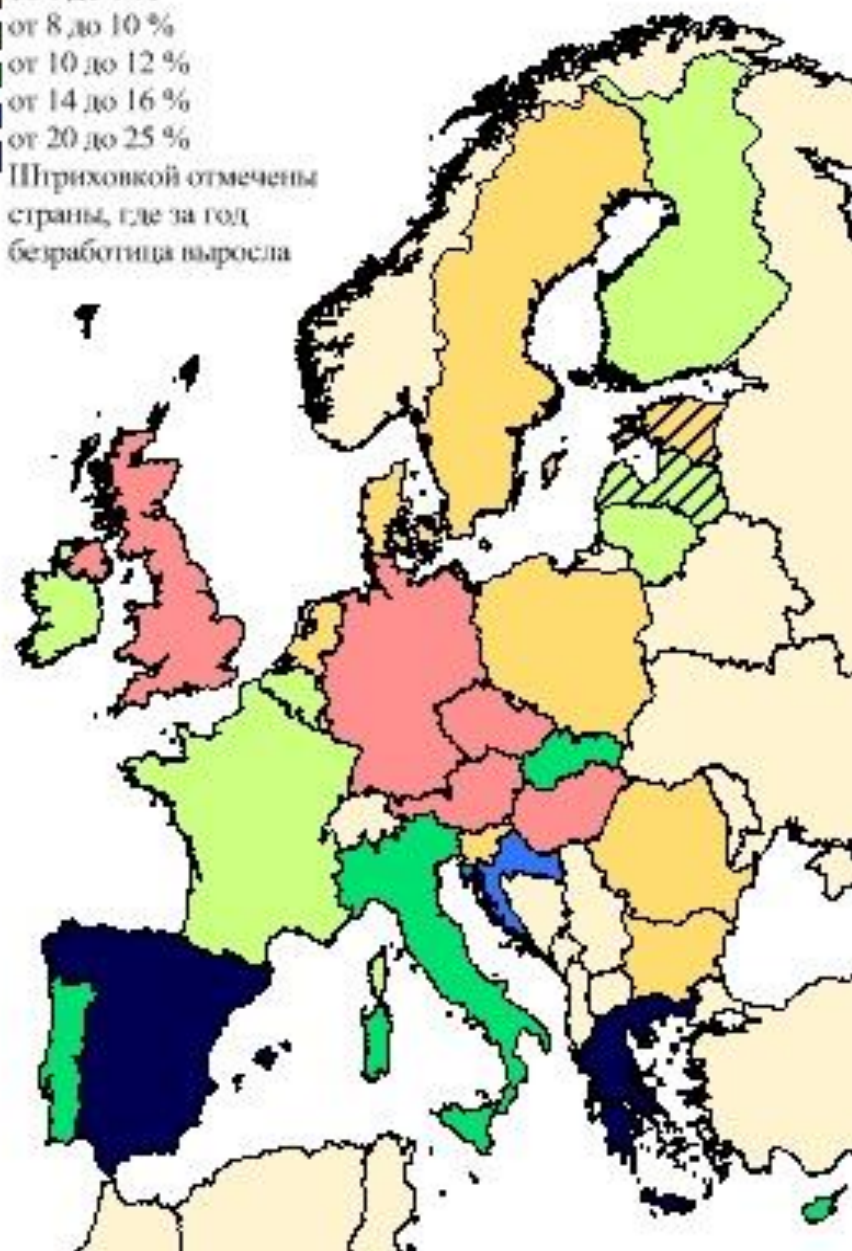 от 8 до 10 %
от 10 до 12 %
от 14 до 16 %
от 20 до 25 %
Штриховкой отмечены
страны, где за год
безработица выросла